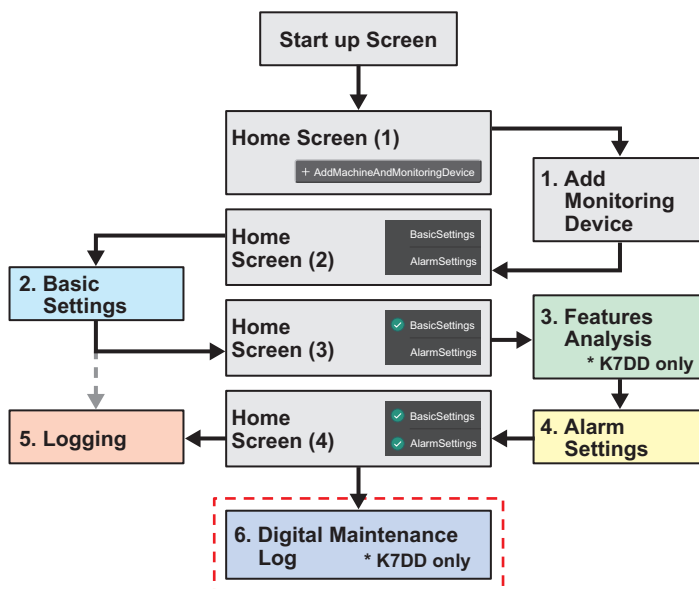 Start up Screen
Home Screen (1)
+ AddMachineAndMonitoringDevice
1. Add
Monitoring
Device
Home
Screen (2)
BasicSettings
AlarmSettings
2. Basic
Settings
Home
Screen (3)
BasicSettings
AlarmSettings
3. Features
Analysis
* K7DD only
Home
Screen (4)
BasicSettings
AlarmSettings
5. Logging
4. Alarm
Settings
6. Digital Maintenance
Log * K7DD only